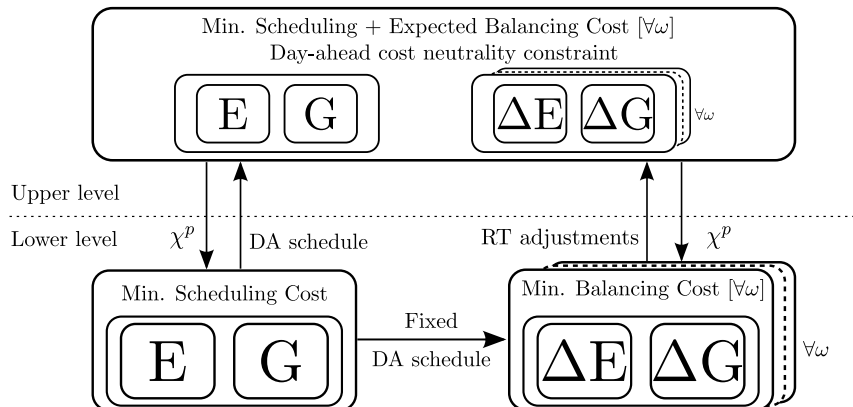 Min. Scheduling + Expected Balancing Cost [∀ω]
Day-ahead cost neutrality constraint
E G ΔE ΔG ∀ω
Upper level
Lower level
χ^p DA schedule RT adjustments χ^p
Min. Scheduling Cost
Min. Balancing Cost [∀ω]
Fixed
DA schedule
E G ΔE ΔG ∀ω